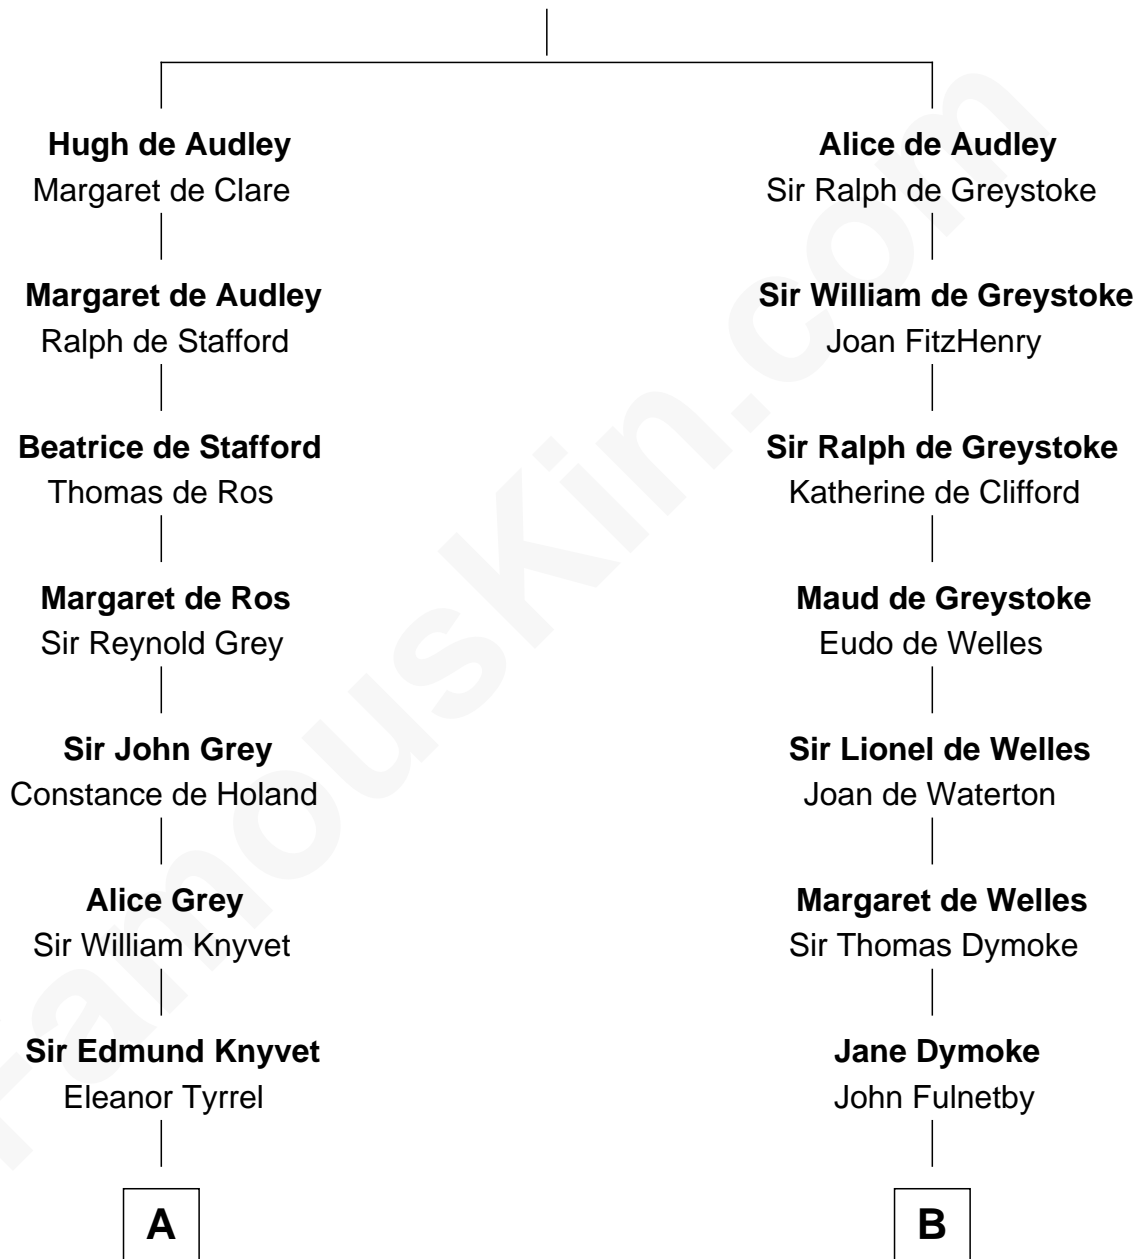 Hugh de Audley
Margaret de Clare
Alice de Audley
Sir Ralph de Greystoke
Margaret de Audley
Ralph de Stafford
Sir William de Greystoke
Joan FitzHenry
Beatrice de Stafford
Thomas de Ros
Sir Ralph de Greystoke
Katherine de Clifford
Margaret de Ros
Sir Reynold Grey
Maud de Greystoke
Eudo de Welles
Sir John Grey
Constance de Holand
Sir Lionel de Welles
Joan de Waterton
Alice Grey
Sir William Knyvet
Margaret de Welles
Sir Thomas Dymoke
Sir Edmund Knyvet
Eleanor Tyrrel
Jane Dymoke
John Fulnetby
A
B
FamousKin.com